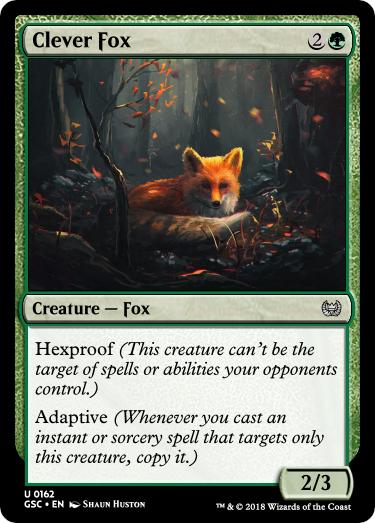 Clever Fox 2
Creature — Fox
Hexproof (This creature can't be the
target of spells or abilities your opponents
control.)
Adaptive (Whenever you cast an
instant or sorcery spell that targets only
this creature, copy it.)
2/3
U 0162
GSC • EN Shaun Huston
™ & © 2018 Wizards of the Coast